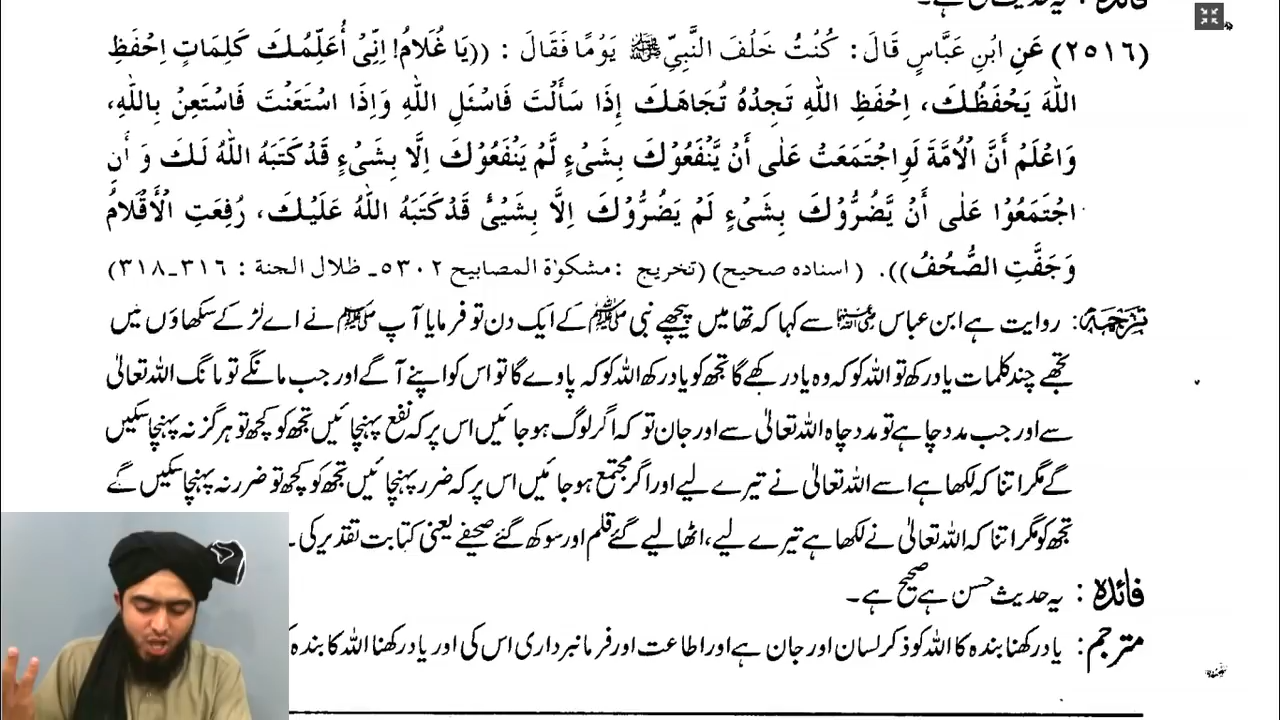 (۲۵۱۶) عَنِ ابْنِ عَبَّاسٍ قَالَ: كُنْتُ خَلْفَ النَّبِيِّ ﷺ يَوْمًا فَقَالَ: ((يَا غُلَامُ! اِنِّيْ أُعَلِّمُكَ كَلِمَاتٍ اِحْفَظِ
اللّٰهَ يَحْفَظْكَ، اِحْفَظِ اللّٰهَ تَجِدْهُ تُجَاهَكَ إِذَا سَأَلْتَ فَاسْئَلِ اللّٰهَ وَإِذَا اسْتَعَنْتَ فَاسْتَعِنْ بِاللّٰهِ،
وَاعْلَمْ أَنَّ الْاُمَّةَ لَوِ اجْتَمَعَتْ عَلٰى أَنْ يَّنْفَعُوْكَ بِشَيْءٍ لَّمْ يَنْفَعُوْكَ اِلَّا بِشَيْءٍ قَدْ كَتَبَهُ اللّٰهُ لَكَ وَ أَنِ
اجْتَمَعُوْا عَلٰى أَنْ يَّضُرُّوْكَ بِشَيْءٍ لَمْ يَضُرُّوْكَ اِلَّا بِشَيْئٍ قَدْ كَتَبَهُ اللّٰهُ عَلَيْكَ، رُفِعَتِ الْأَقْلَامُ
وَجَفَّتِ الصُّحُفُ)). (اسناده صحيح) (تخريج: مشكوٰة المصابيح ٥٣٠٢ـ ظلال الجنة: ٣١٦ـ٣١٨)
ترجمہ: روایت ہے ابن عباس رضی اللہ عنہما سے کہا کہ تھا میں پیچھے نبی ﷺ کے ایک دن تو فرمایا آپ ﷺ نے اے لڑکے سکھاؤں میں
تجھے چند کلمات یاد رکھ تو اللہ کو کہ وہ یاد رکھے گا تجھ کو یاد رکھ اللہ کو کہ پاوے گا تو اس کو اپنے آگے اور جب مانگے تو مانگ اللہ تعالیٰ
سے اور جب مدد چاہے تو مدد چاہ اللہ تعالیٰ سے اور جان تو کہ اگر لوگ ہو جائیں اس پر کہ نفع پہنچائیں تجھ کو کچھ تو ہرگز نہ پہنچا سکیں
گے مگر اتنا کہ لکھا ہے اسے اللہ تعالیٰ نے تیرے لیے اور اگر مجتمع ہو جائیں اس پر کہ ضرر پہنچائیں تجھ کو کچھ تو ضرر نہ پہنچا سکیں گے
تجھ کو مگر اتنا کہ اللہ تعالیٰ نے لکھا ہے تیرے لیے، اٹھا لیے گئے قلم اور سوکھ گئے صحیفے یعنی کتابت تقدیر کی۔
فائدہ: یہ حدیث حسن ہے صحیح ہے۔
مترجم: یاد رکھنا بندہ کا اللہ کو ذکر لسان اور جان ہے اور اطاعت اور فرمانبرداری اس کی اور یاد رکھنا اللہ کا بندہ